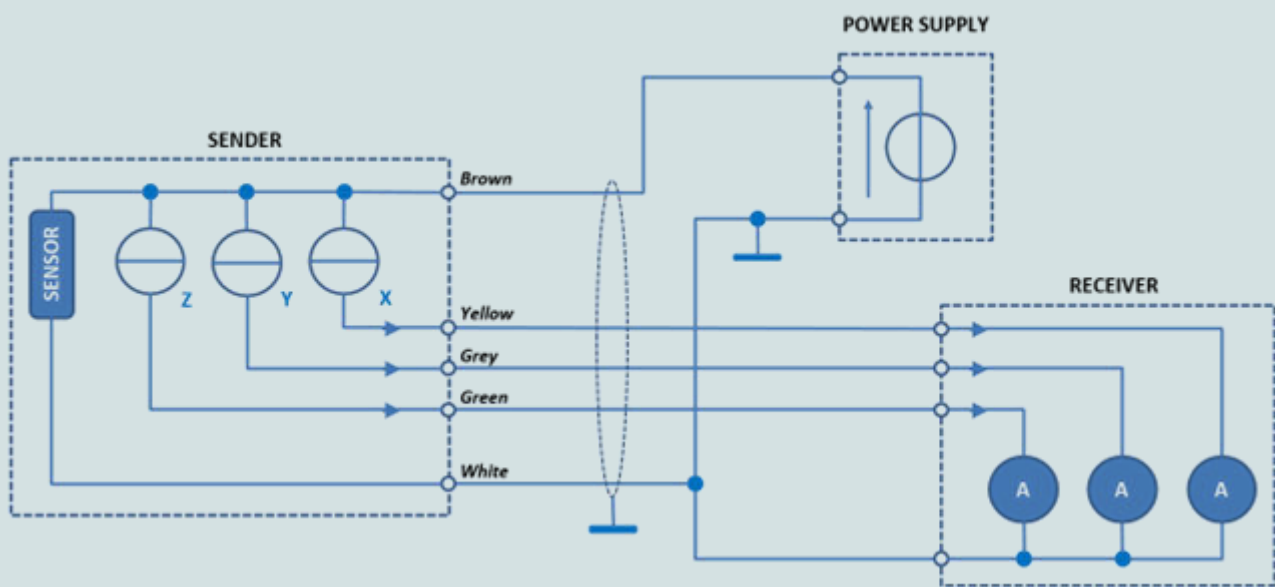 POWER SUPPLY
SENDER
Brown
SENSOR
Z
Y
X
RECEIVER
Yellow
Grey
Green
White
A
A
A